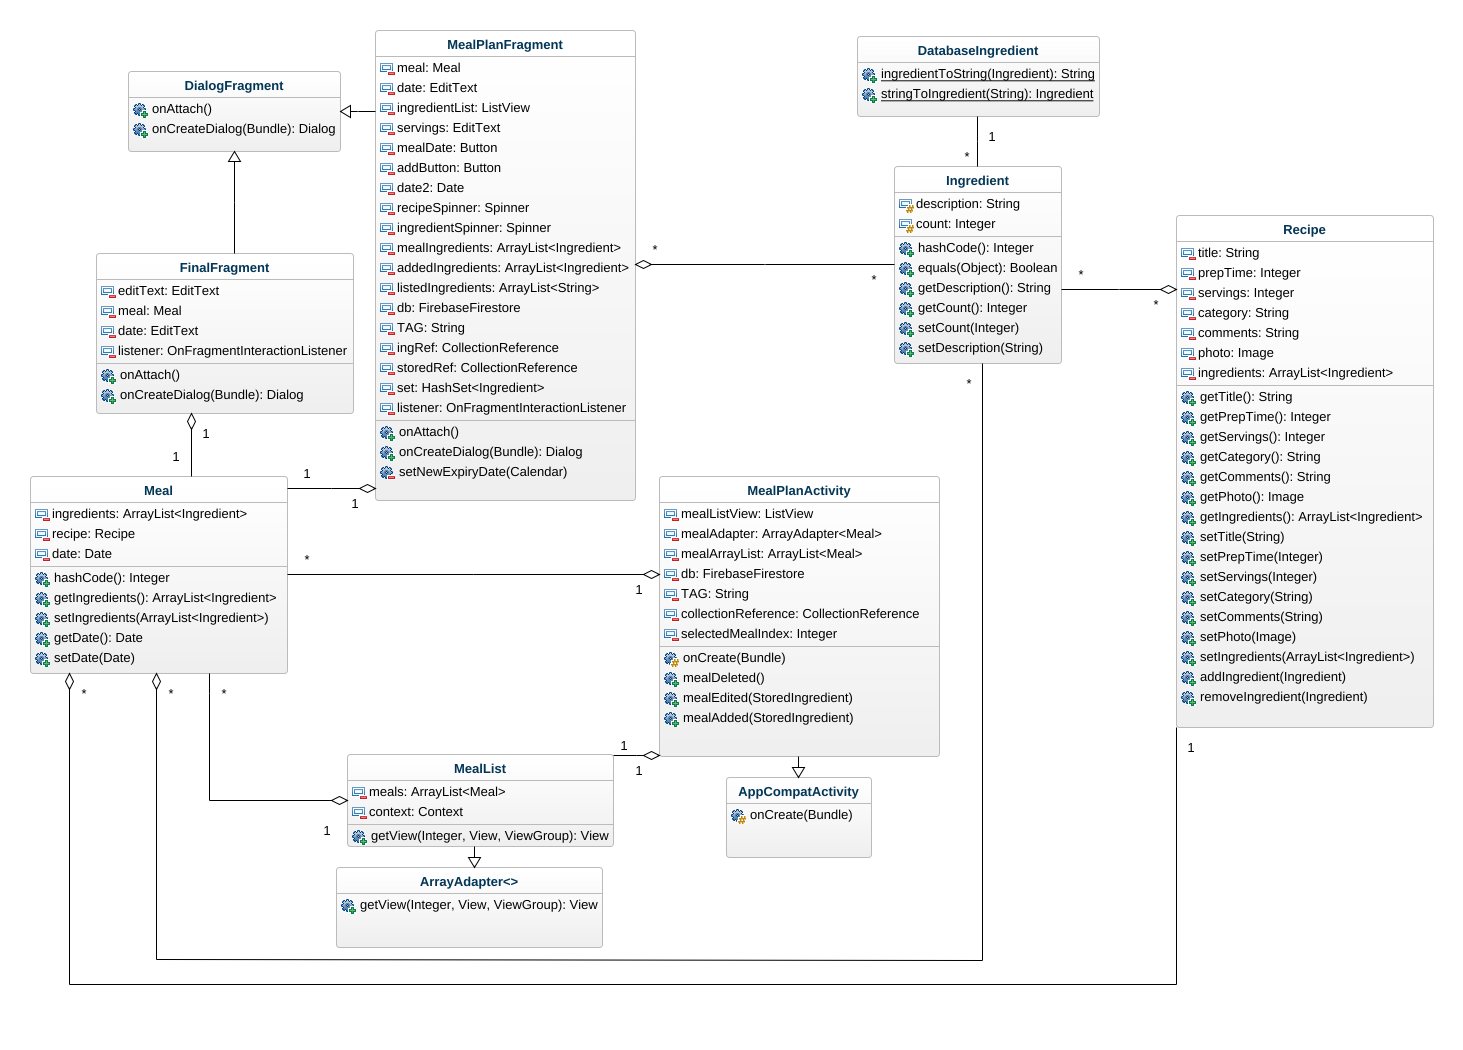 DialogFragment
onAttach()
onCreateDialog(Bundle): Dialog
MealPlanFragment
meal: Meal
date: EditText
ingredientList: ListView
servings: EditText
mealDate: Button
addButton: Button
date2: Date
recipeSpinner: Spinner
ingredientSpinner: Spinner
mealIngredients: ArrayList<Ingredient>
addedIngredients: ArrayList<Ingredient>
listedIngredients: ArrayList<String>
db: FirebaseFirestore
TAG: String
ingRef: CollectionReference
storedRef: CollectionReference
set: HashSet<Ingredient>
listener: OnFragmentInteractionListener
onAttach()
onCreateDialog(Bundle): Dialog
setNewExpiryDate(Calendar)
DatabaseIngredient
ingredientToString(Ingredient): String
stringToIngredient(String): Ingredient
1
*
Ingredient
description: String
count: Integer
hashCode(): Integer
equals(Object): Boolean
getDescription(): String
getCount(): Integer
setCount(Integer)
setDescription(String)
*
*
*
*
*
Recipe
title: String
prepTime: Integer
servings: Integer
category: String
comments: String
photo: Image
ingredients: ArrayList<Ingredient>
getTitle(): String
getPrepTime(): Integer
getServings(): Integer
getCategory(): String
getComments(): String
getPhoto(): Image
getIngredients(): ArrayList<Ingredient>
setTitle(String)
setPrepTime(Integer)
setServings(Integer)
setCategory(String)
setComments(String)
setPhoto(Image)
setIngredients(ArrayList<Ingredient>)
addIngredient(Ingredient)
removeIngredient(Ingredient)
1
FinalFragment
editText: EditText
meal: Meal
date: EditText
listener: OnFragmentInteractionListener
onAttach()
onCreateDialog(Bundle): Dialog
1
1
1
1
Meal
ingredients: ArrayList<Ingredient>
recipe: Recipe
date: Date
hashCode(): Integer
getIngredients(): ArrayList<Ingredient>
setIngredients(ArrayList<Ingredient>)
getDate(): Date
setDate(Date)
*
1
*
*
*
MealPlanActivity
mealListView: ListView
mealAdapter: ArrayAdapter<Meal>
mealArrayList: ArrayList<Meal>
db: FirebaseFirestore
TAG: String
collectionReference: CollectionReference
selectedMealIndex: Integer
onCreate(Bundle)
mealDeleted()
mealEdited(StoredIngredient)
mealAdded(StoredIngredient)
1
1
MealList
meals: ArrayList<Meal>
context: Context
getView(Integer, View, ViewGroup): View
1
AppCompatActivity
onCreate(Bundle)
ArrayAdapter<>
getView(Integer, View, ViewGroup): View